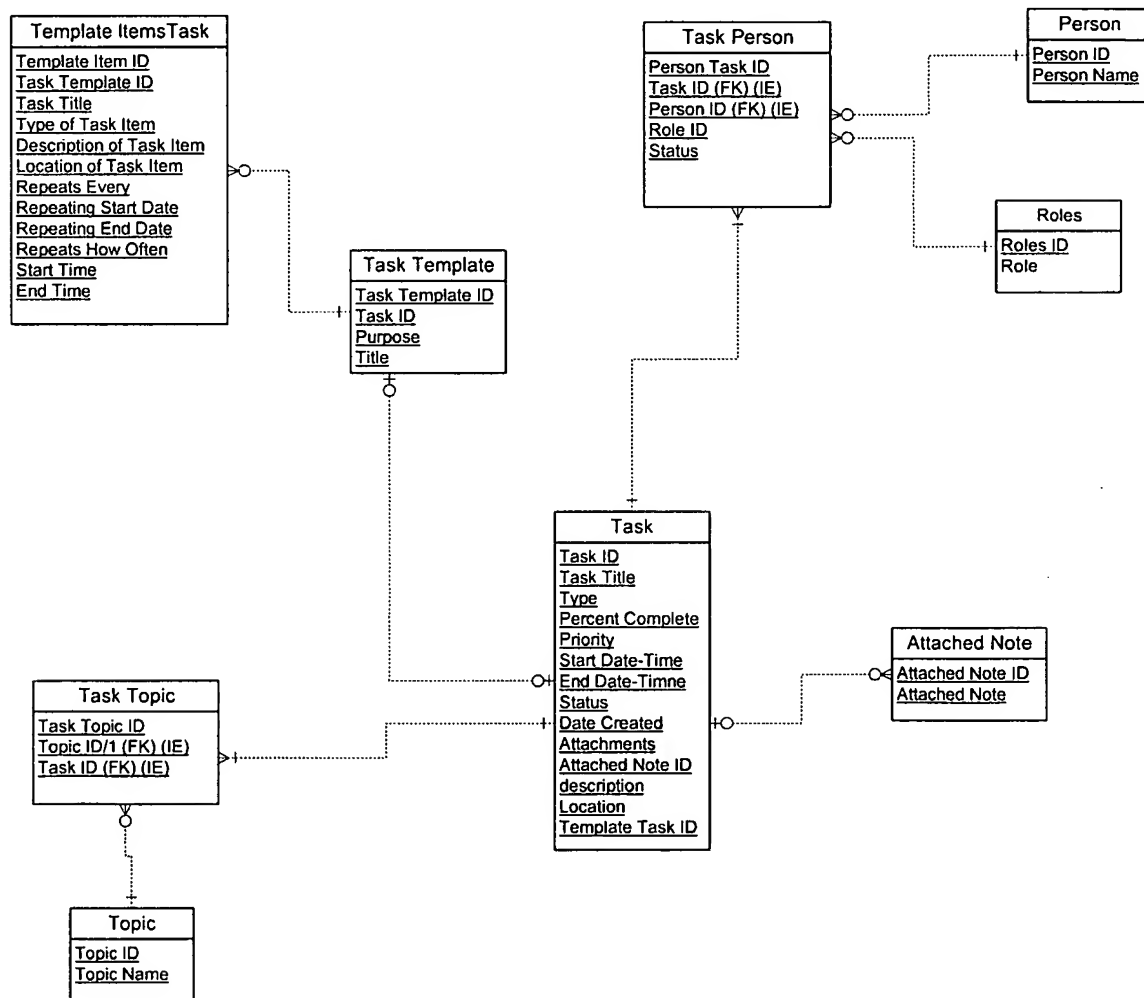 Template ItemsTask
Template Item ID
Task Template ID
Task Title
Type of Task Item
Description of Task Item
Location of Task Item
Repeats Every
Repeating Start Date
Repeating End Date
Repeats How Often
Start Time
End Time
Task Person
Person Task ID
Task ID (FK) (IE)
Person ID (FK) (IE)
Role ID
Status
Person
Person ID
Person Name
Roles
Roles ID
Role
Task Template
Task Template ID
Task ID
Purpose
Title
Task
Task ID
Task Title
Type
Percent Complete
Priority
Start Date-Time
End Date-Timne
Status
Date Created
Attachments
Attached Note ID
description
Location
Template Task ID
Attached Note
Attached Note ID
Attached Note
Task Topic
Task Topic ID
Topic ID/1 (FK) (IE)
Task ID (FK) (IE)
Topic
Topic ID
Topic Name